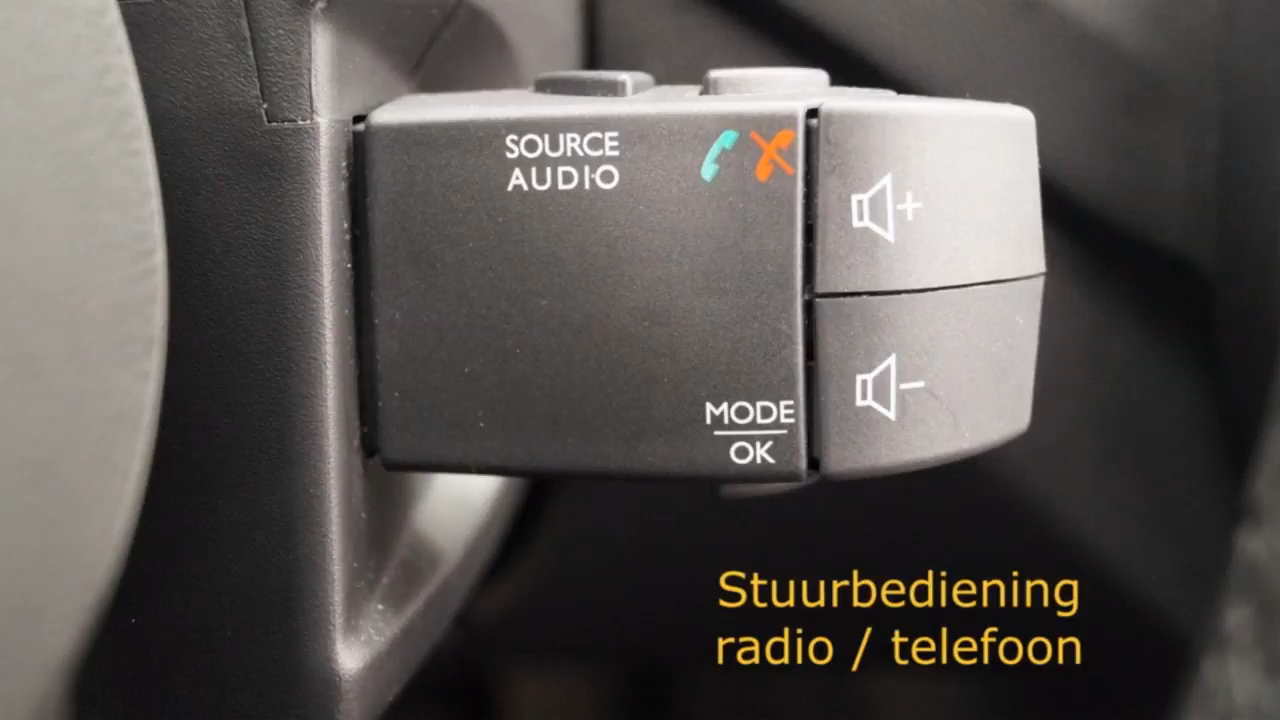 SOURCE
AUDIO
MODE
OK
Stuurbediening
radio / telefoon